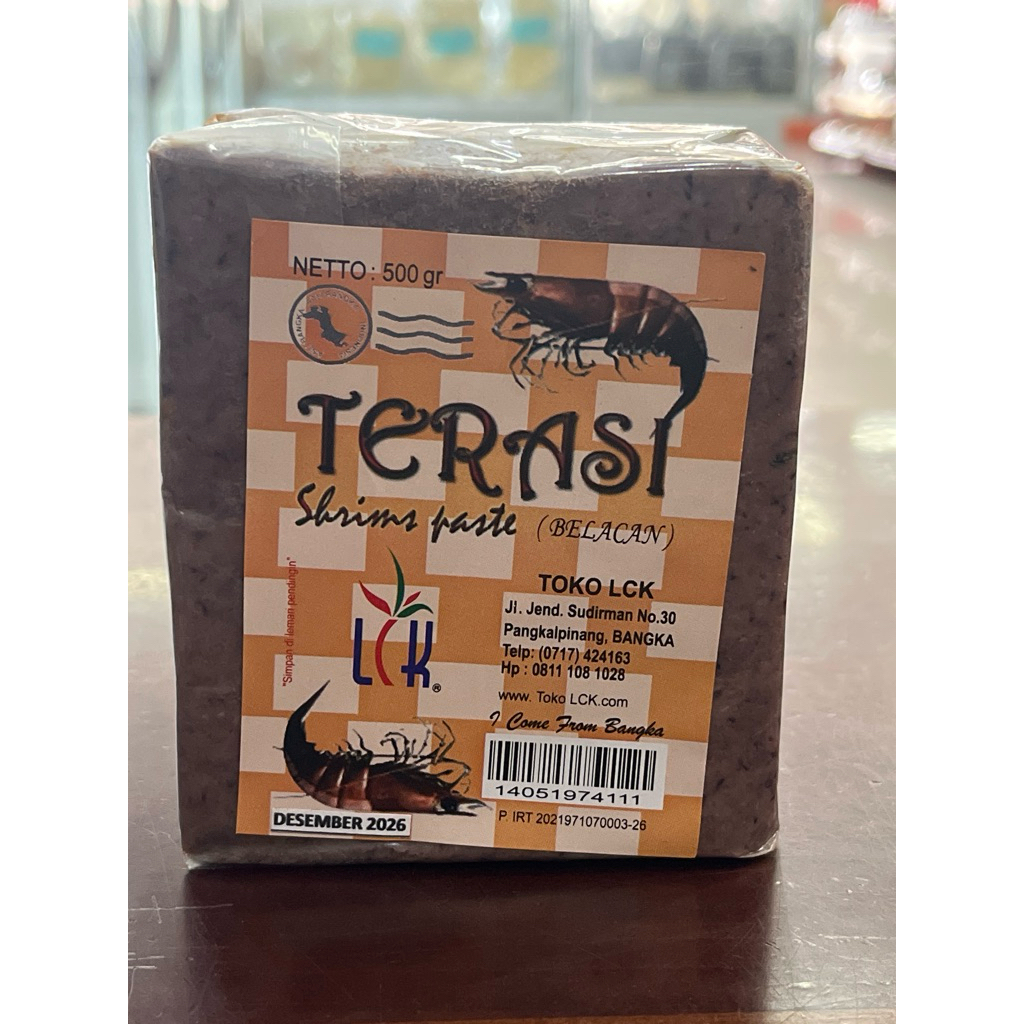 NETTO : 500 gr
TERASI
Shrims paste (BELACAN)
"Simpan di leman pendingin"
LCK
®
TOKO LCK
Jl. Jend. Sudirman No.30
Pangkalpinang, BANGKA
Telp: (0717) 424163
Hp : 0811 108 1028
www. Toko LCK.com
I Come From Bangka
14051974111
DESEMBER 2026
P. IRT 2021971070003-26